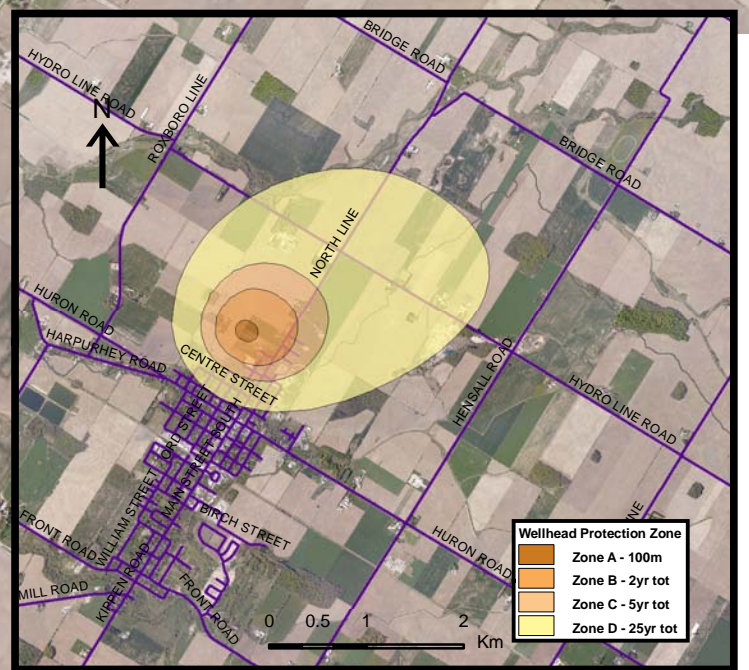 BRIDGE ROAD
HYDRO LINE ROAD
N
ROXBORO LINE
BRIDGE ROAD
NORTH LINE
HURON ROAD
HARPURHEY ROAD
CENTRE STREET
HENSALL ROAD
HYDRO LINE ROAD
ORD STREET
MAIN STREET SOUTH
WILLIAM STREET
BIRCH STREET
FRONT ROAD
HURON ROAD
INE
KIPPEN ROAD
MILL ROAD
FRONT ROAD
0 0.5 1 2
Km
Wellhead Protection Zone
Zone A - 100m
Zone B - 2yr tot
Zone C - 5yr tot
Zone D - 25yr tot